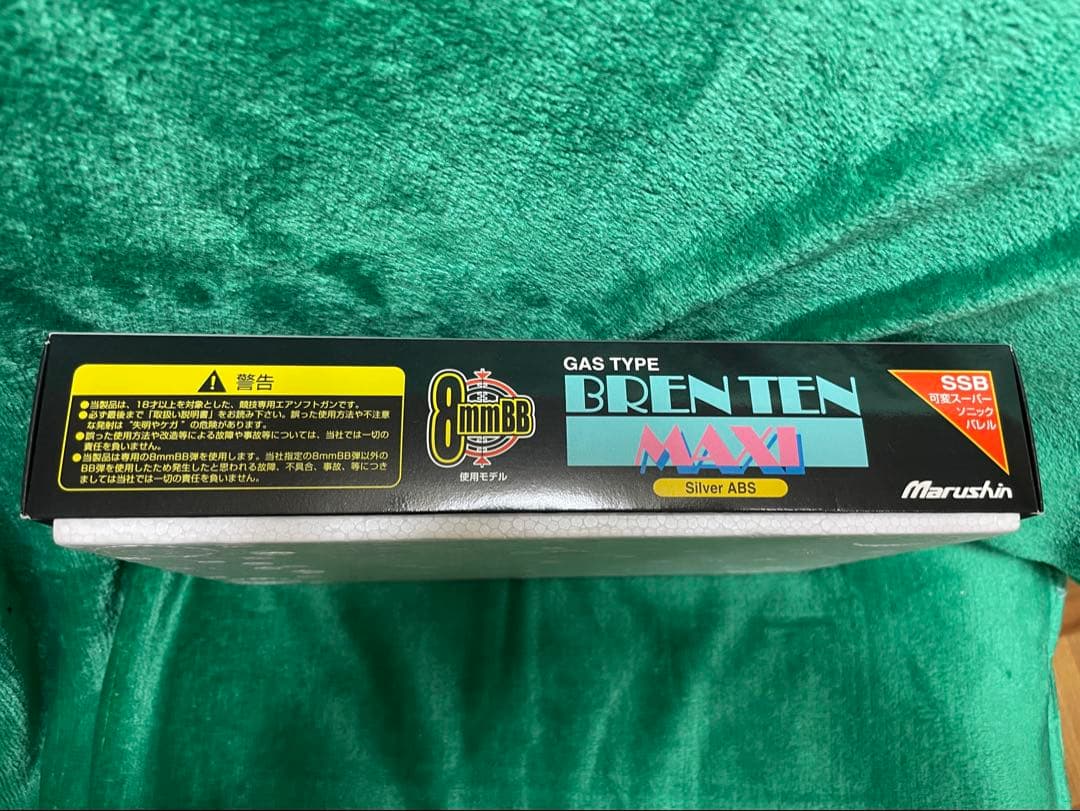 警告
●当製品は、18才以上を対象とした、競技専用エアソフトガンです。
●必ず最後まで「取扱い説明書」をお読み下さい。誤った使用方法や不注意
な発射は"失明やケガ"の危険があります。
●誤った使用方法や改造等による故障や事故等については、当社では一切の
責任を負いません。
●当製品は専用の8mmBB弾を使用します。当社指定の8mmBB弾以外の
BB弾を使用したため発生したと思われる故障、不具合、事故、等につき
ましては当社では一切の責任を負いません。
8mmBB
使用モデル
GAS TYPE
BREN TEN
MAXI
Silver ABS
SSB
可変スーパー
ソニック
バレル
Marushin